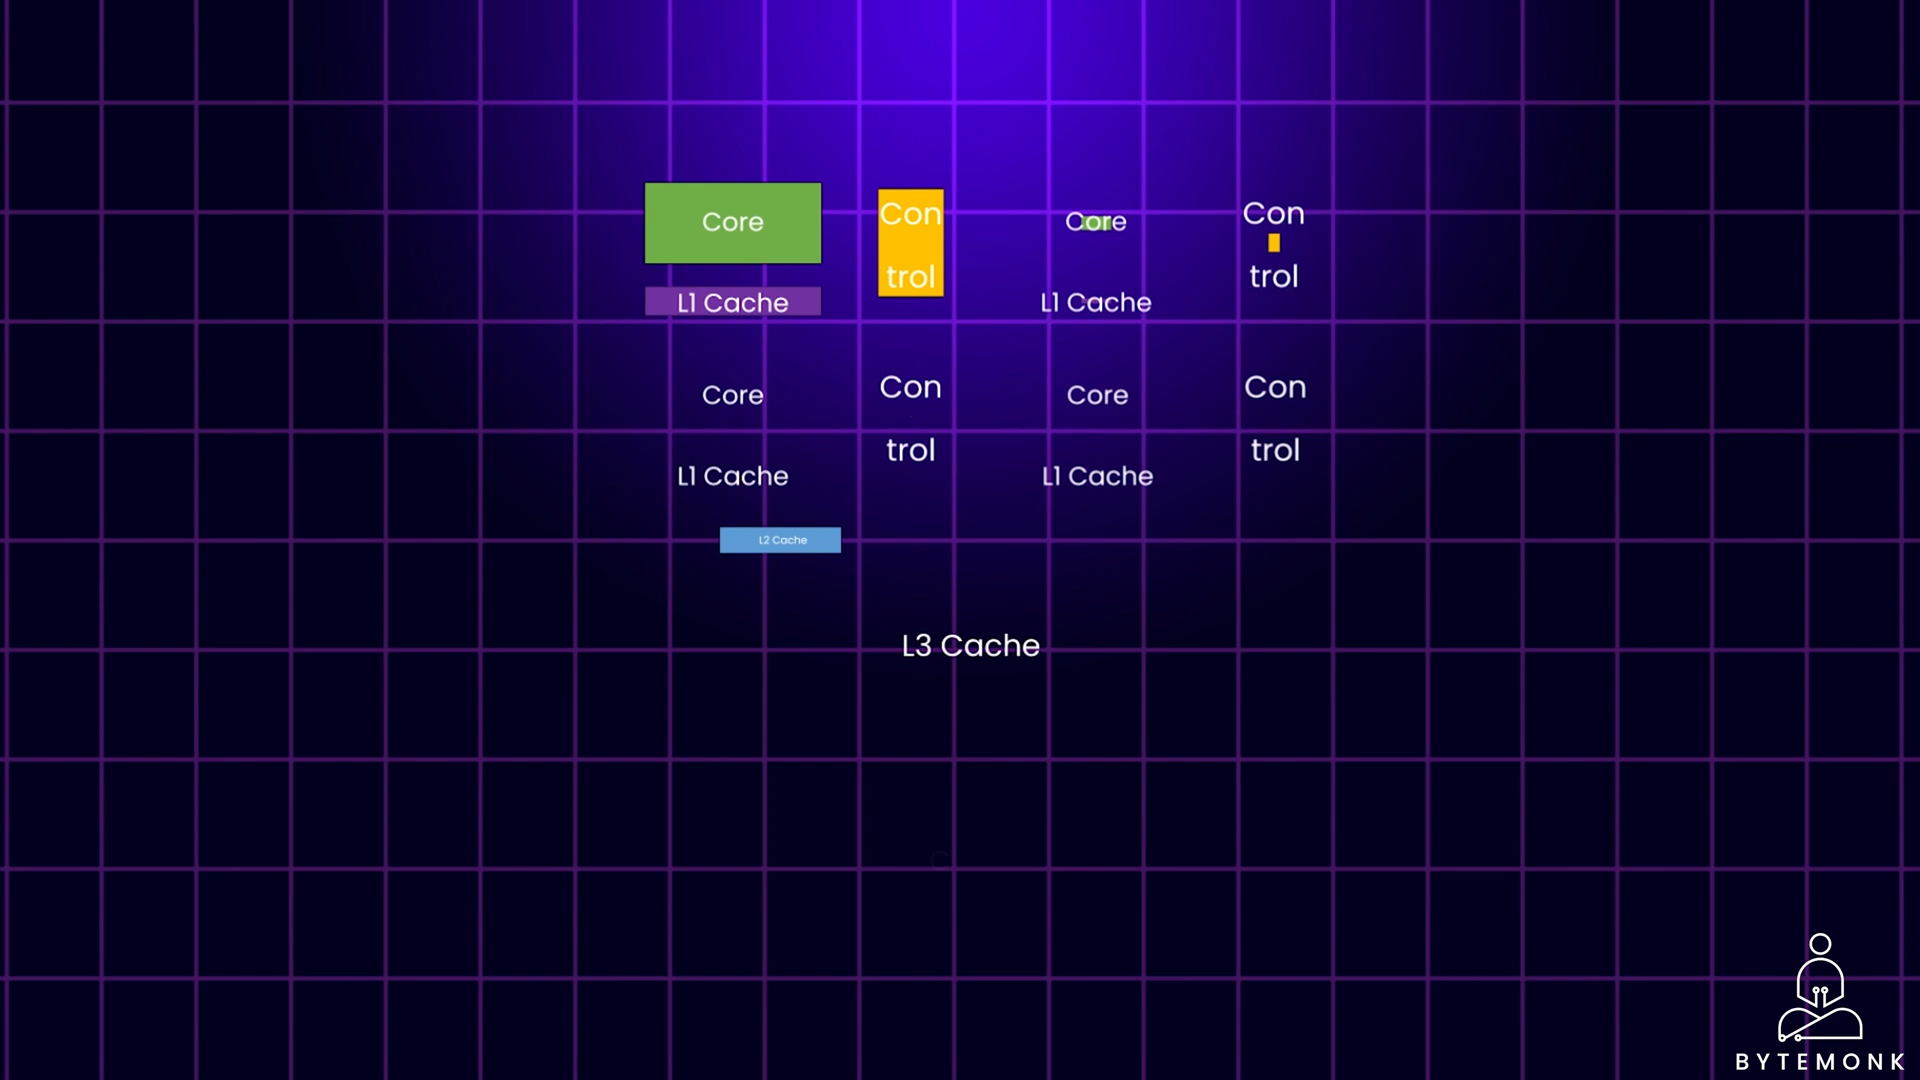 Core
Con
trol
L1 Cache
Core
Con
trol
L1 Cache
Core
Con
trol
L1 Cache
Core
Con
trol
L1 Cache
L2 Cache
L3 Cache
C
BYTEMONK